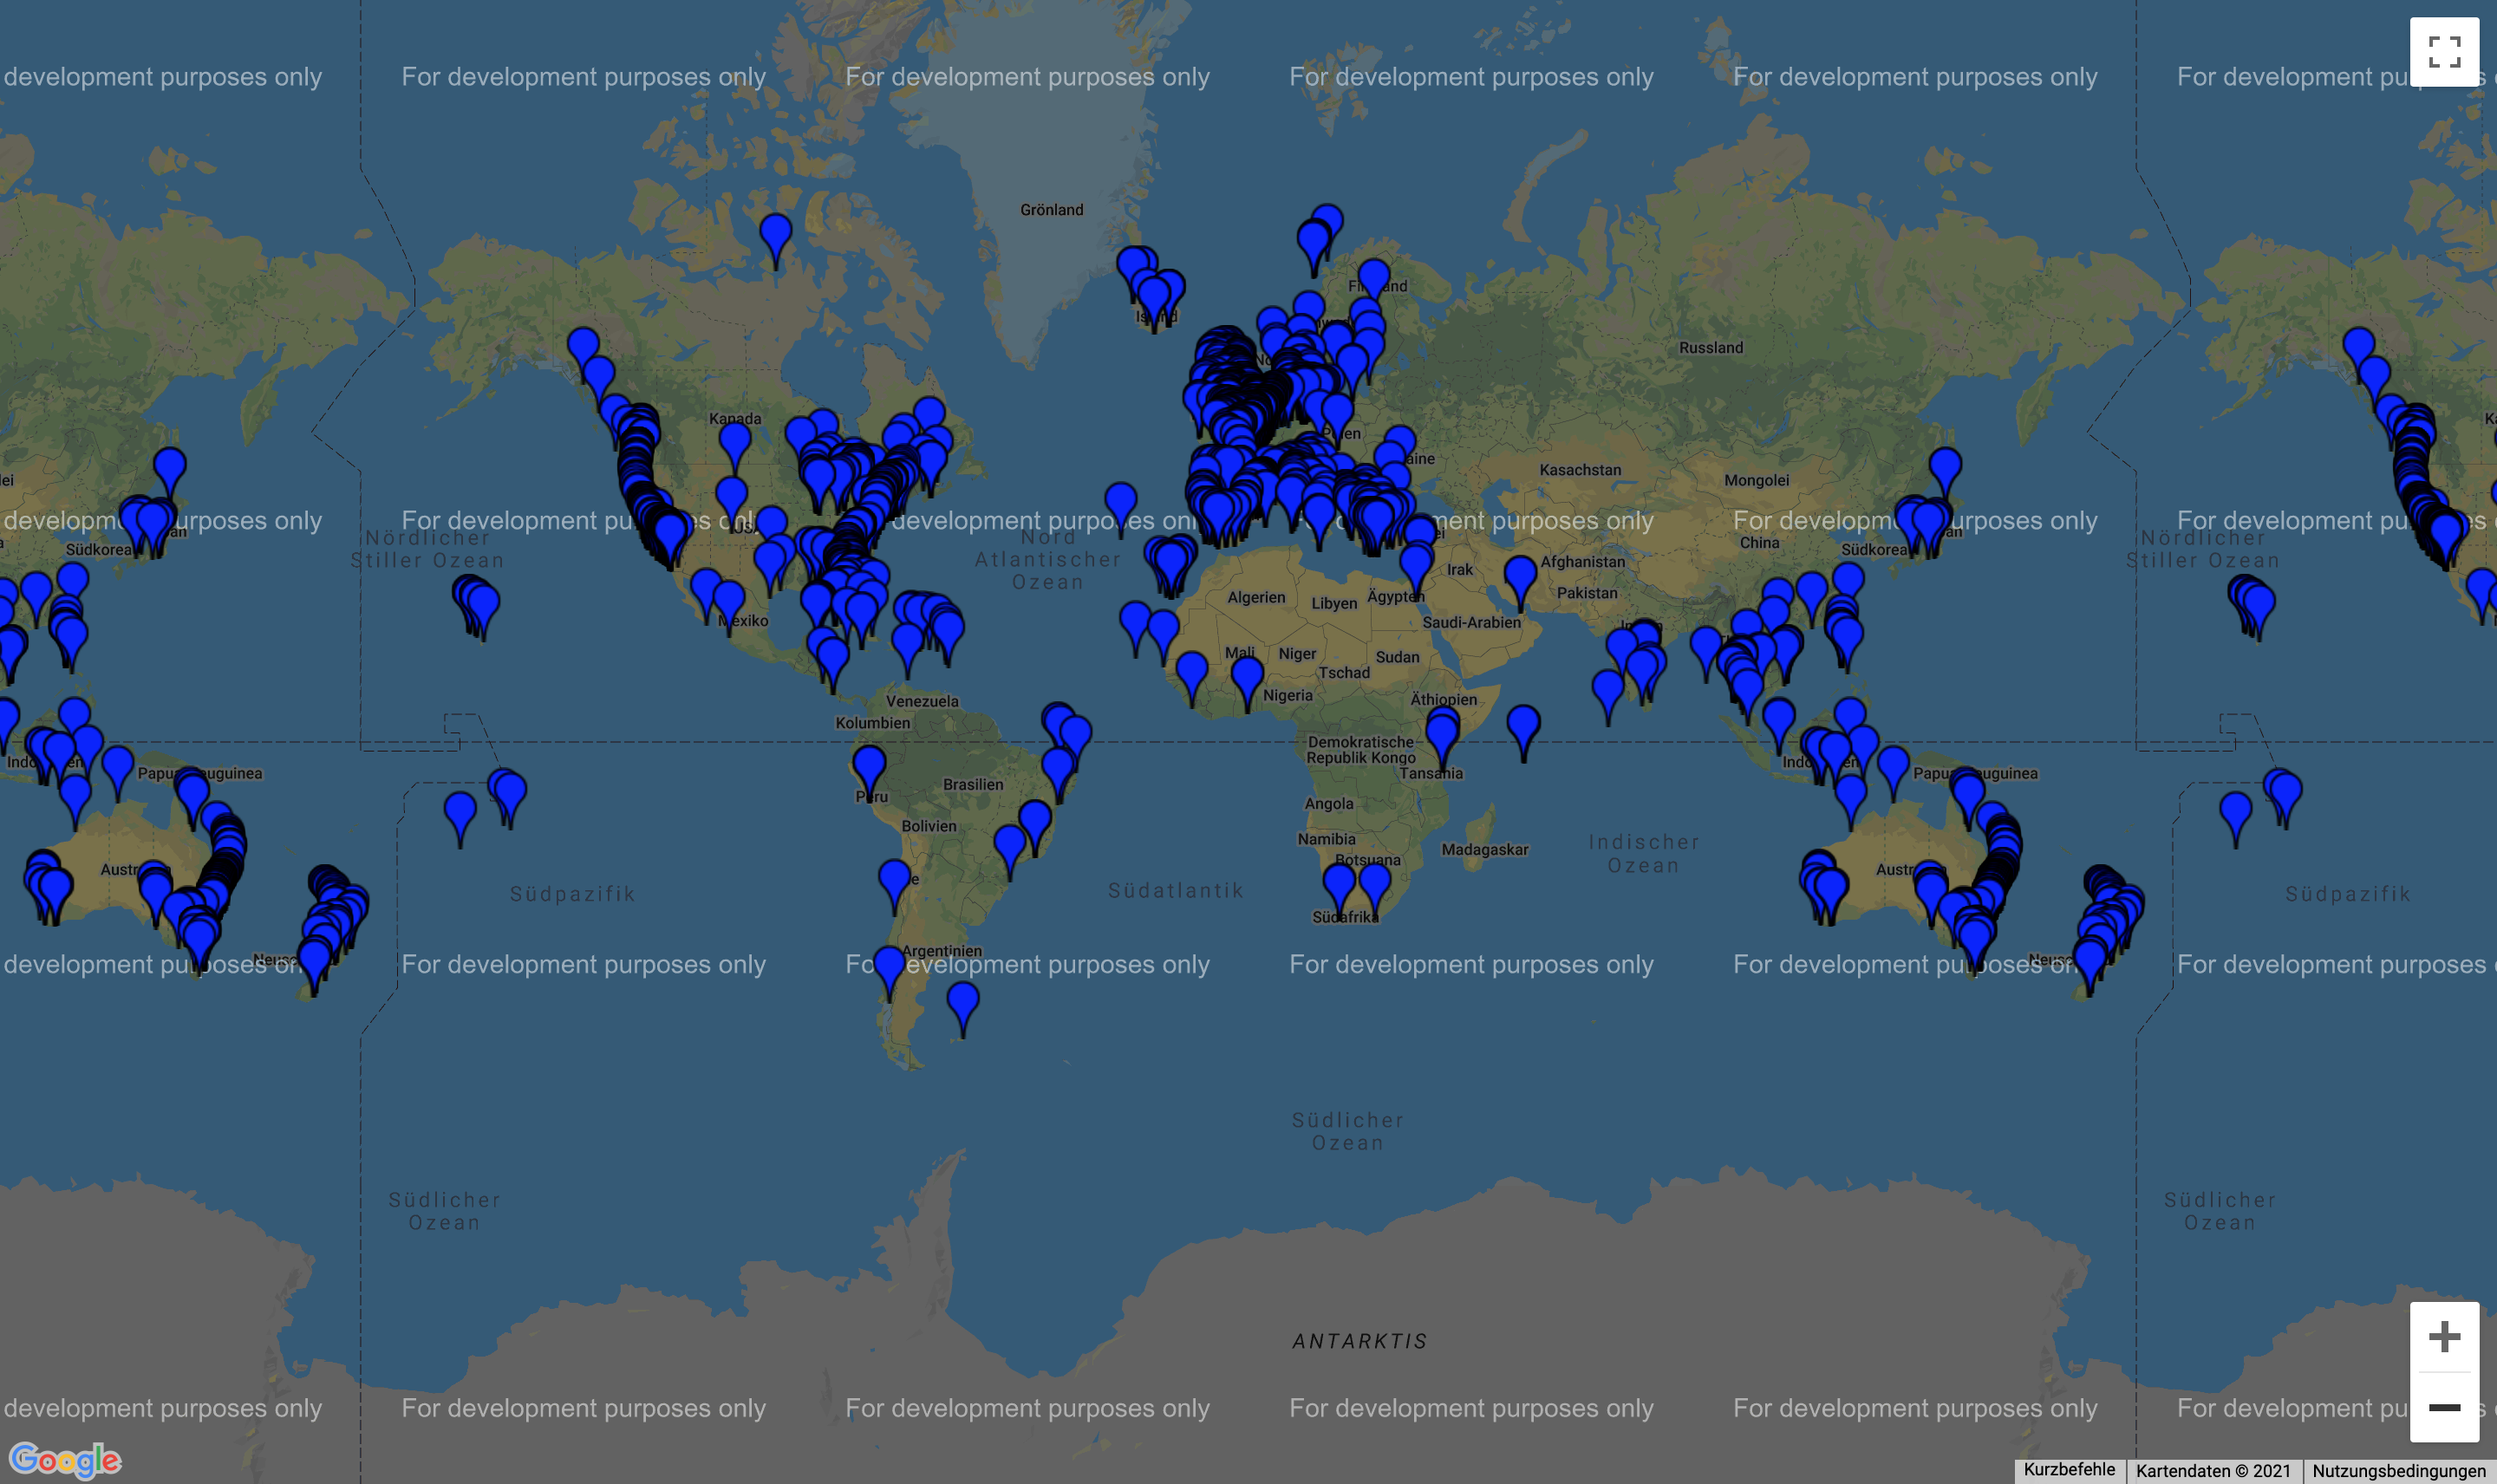 development purposes only
For development purposes only
For development purposes only
For development purposes only
For development purposes only
For development pu
Grönland
Finnland
Island
Russland
Kanada
Polen
Kasachstan
Mongolei
development purposes only
For development purposes only
development purposes only
development purposes only
For development purposes only
For development purposes only
USA
Nördlicher
Stiller Ozean
Nord
Atlantischer
Ozean
Südkorea
China
Südkorea
Nördlicher
Stiller Ozean
Irak
Afghanistan
Pakistan
Algerien
Libyen
Ägypten
Saudi-Arabien
Mexiko
Mali
Niger
Sudan
Tschad
Nigeria
Äthiopien
Venezuela
Kolumbien
Demokratische
Republik Kongo
Tansania
Papua-Neuguinea
Papua-Neuguinea
Brasilien
Peru
Angola
Bolivien
Namibia
Botsuana
Madagaskar
Indischer
Ozean
Südpazifik
Südatlantik
Südpazifik
Südafrika
Argentinien
development purposes only
For development purposes only
For development purposes only
For development purposes only
For development purposes only
For development purposes only
Südlicher
Ozean
Südlicher
Ozean
Südlicher
Ozean
ANTARKTIS
development purposes only
For development purposes only
For development purposes only
For development purposes only
For development purposes only
For development pu
Google
Kurzbefehle
Kartendaten © 2021
Nutzungsbedingungen